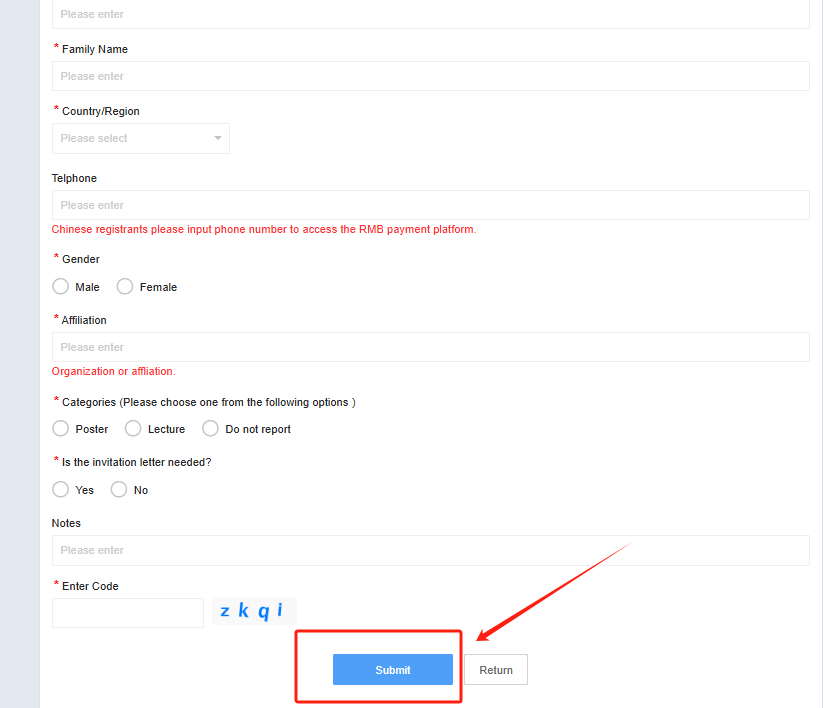 Please enter
* Family Name
Please enter
* Country/Region
Please select
Telphone
Please enter
Chinese registrants please input phone number to access the RMB payment platform.
* Gender
Male Female
* Affiliation
Please enter
Organization or affliation.
* Categories (Please choose one from the following options )
Poster Lecture Do not report
* Is the invitation letter needed?
Yes No
Notes
Please enter
* Enter Code
z k q i
Submit Return